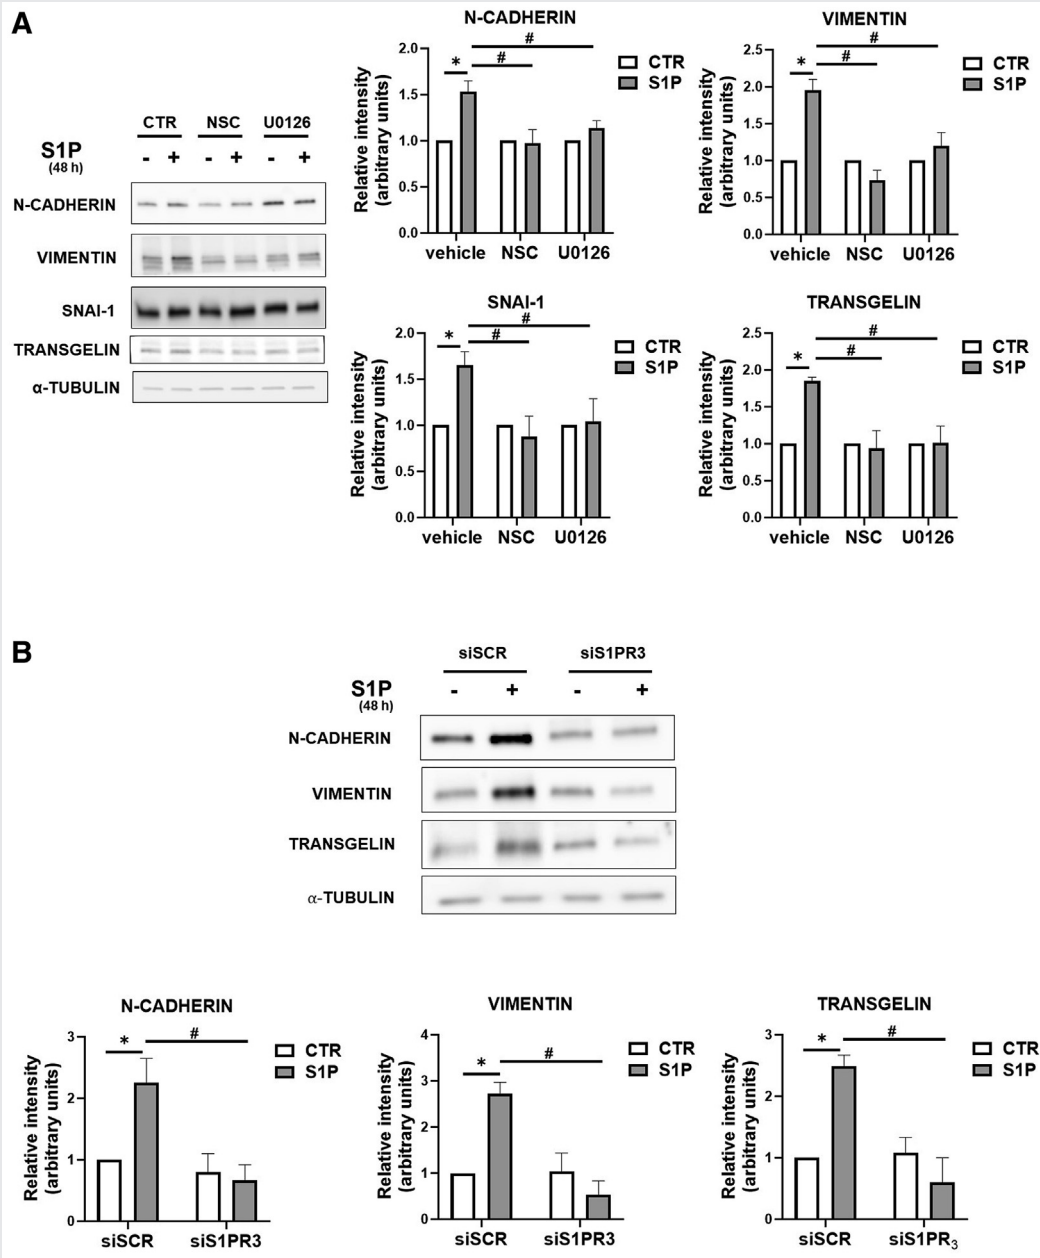 A
CTR NSC U0126
S1P
(48 h)
- + - + - +
N-CADHERIN
VIMENTIN
SNAI-1
TRANSGELIN
α-TUBULIN
N-CADHERIN
Relative intensity
(arbitrary units)
2.0
1.5
1.0
0.5
0.0
* # #
CTR
S1P
vehicle NSC U0126
VIMENTIN
Relative intensity
(arbitrary units)
2.5
2.0
1.5
1.0
0.5
0.0
* # #
CTR
S1P
vehicle NSC U0126
SNAI-1
Relative intensity
(arbitrary units)
2.0
1.5
1.0
0.5
0.0
* # #
CTR
S1P
vehicle NSC U0126
TRANSGELIN
Relative intensity
(arbitrary units)
2.5
2.0
1.5
1.0
0.5
0.0
* # #
CTR
S1P
vehicle NSC U0126
B
siSCR siS1PR3
S1P
(48 h)
- + - +
N-CADHERIN
VIMENTIN
TRANSGELIN
α-TUBULIN
N-CADHERIN
Relative intensity
(arbitrary units)
3
2
1
0
* #
CTR
S1P
siSCR siS1PR3
VIMENTIN
Relative intensity
(arbitrary units)
4
3
2
1
0
* #
CTR
S1P
siSCR siS1PR3
TRANSGELIN
Relative intensity
(arbitrary units)
3
2
1
0
* #
CTR
S1P
siSCR siS1PR3